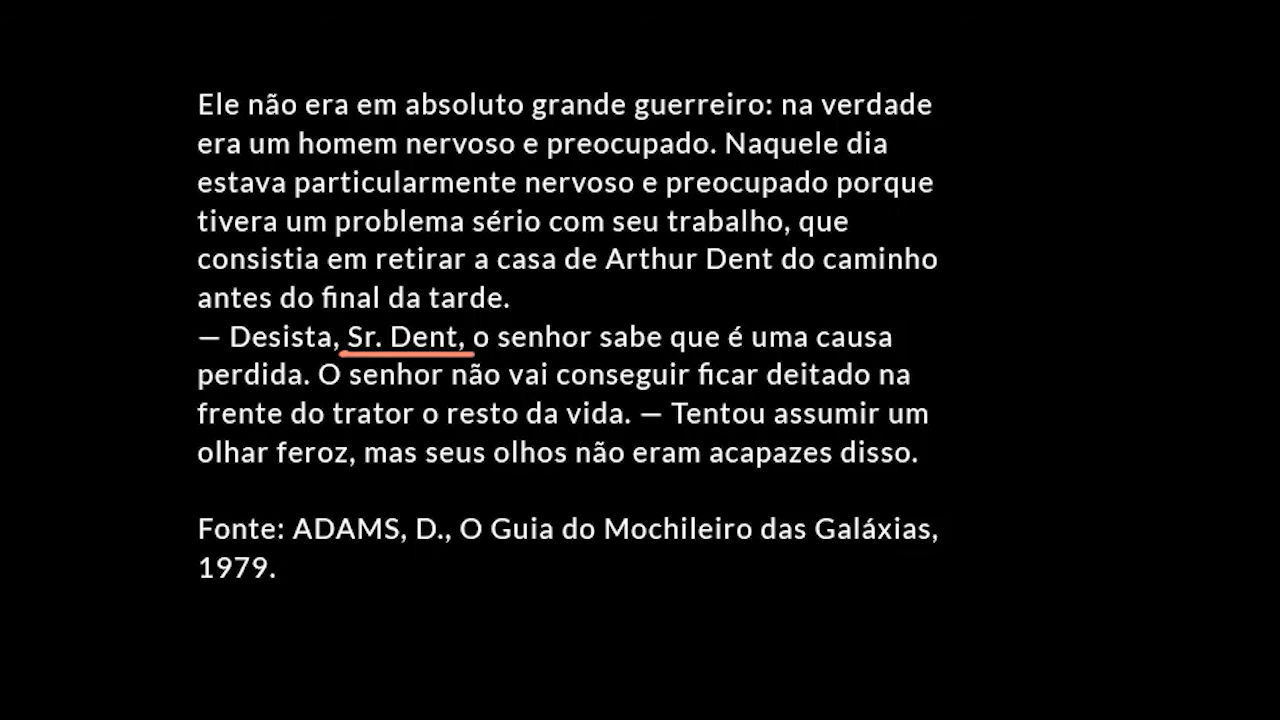 Ele não era em absoluto grande guerreiro: na verdade
era um homem nervoso e preocupado. Naquele dia
estava particularmente nervoso e preocupado porque
tivera um problema sério com seu trabalho, que
consistia em retirar a casa de Arthur Dent do caminho
antes do final da tarde.
— Desista, Sr. Dent, o senhor sabe que é uma causa
perdida. O senhor não vai conseguir ficar deitado na
frente do trator o resto da vida. — Tentou assumir um
olhar feroz, mas seus olhos não eram acapazes disso.
Fonte: ADAMS, D., O Guia do Mochileiro das Galáxias,
1979.